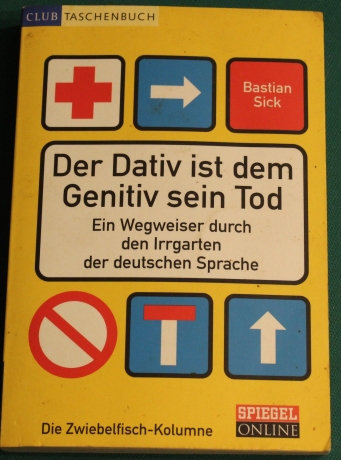 CLUB TASCHENBUCH
Bastian
Sick
Der Dativ ist dem
Genitiv sein Tod
Ein Wegweiser durch
den Irrgarten
der deutschen Sprache
Die Zwiebelfisch-Kolumne
SPIEGEL
ONLINE